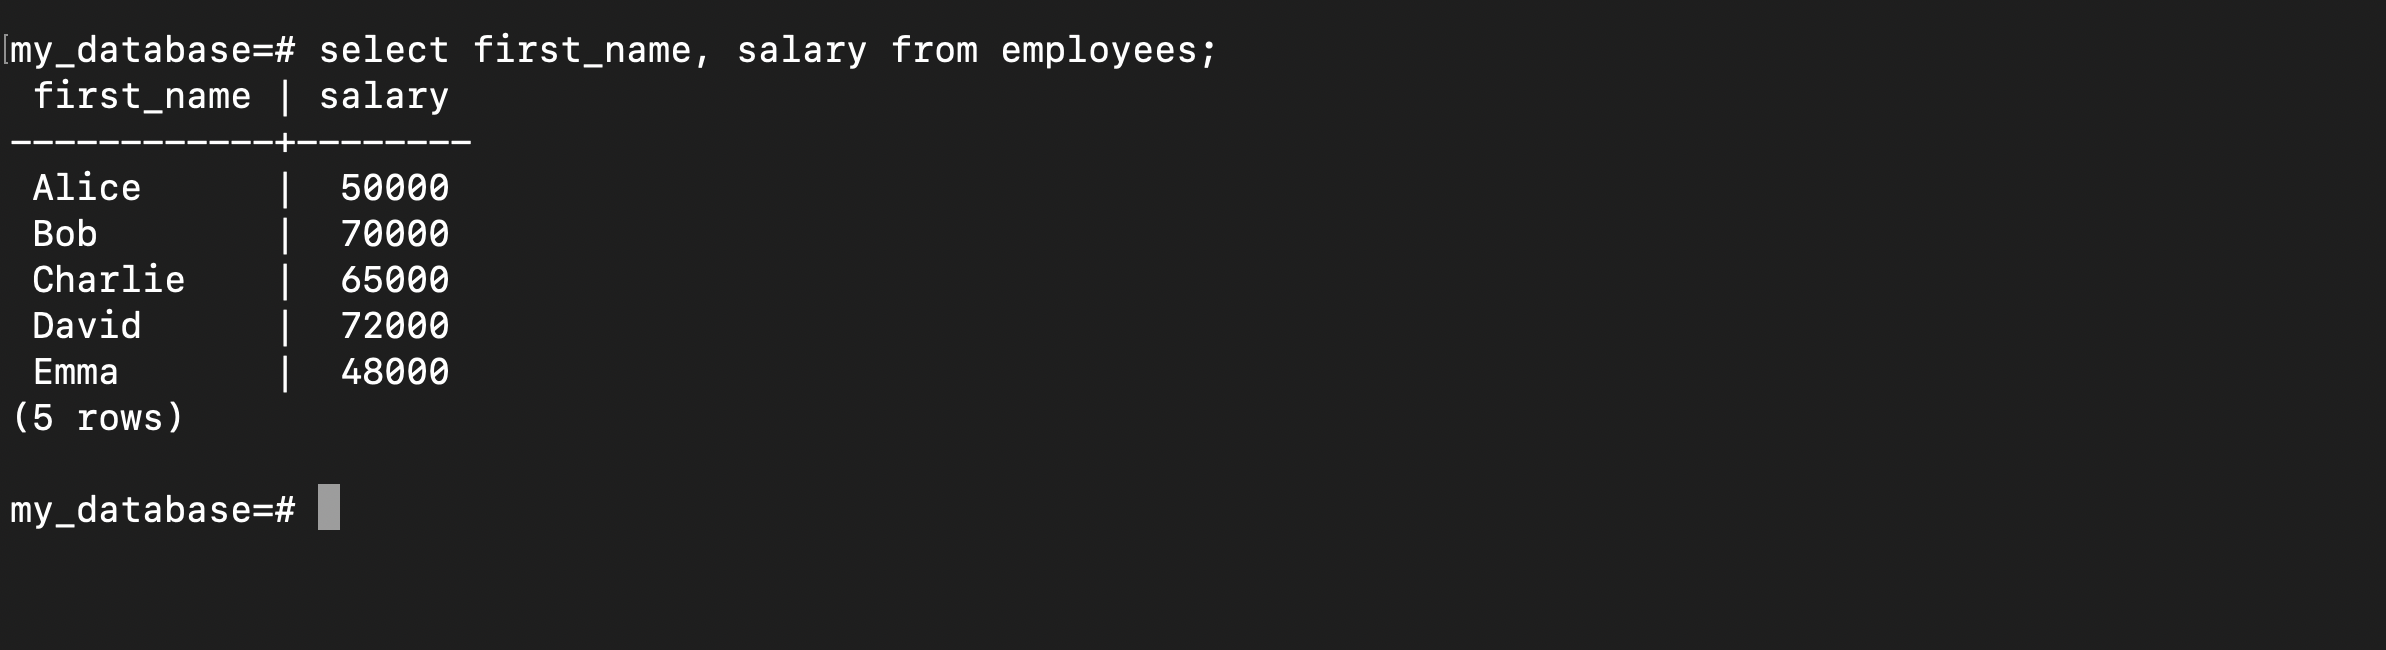 my_database=# select first_name, salary from employees;
 first_name | salary
------------+--------
 Alice      |  50000
 Bob        |  70000
 Charlie    |  65000
 David      |  72000
 Emma       |  48000
(5 rows)
my_database=#